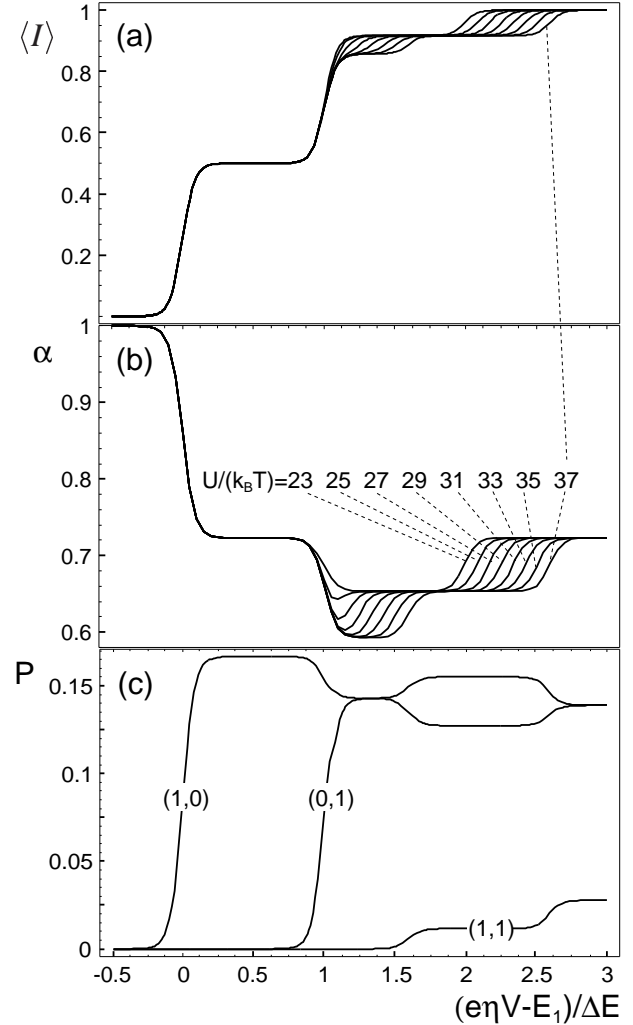 ⟨I⟩
(a)
1
0.8
0.6
0.4
0.2
α
(b)
1
0.9
0.8
0.7
0.6
U/(kBT)=23 25 27 29 31 33 35 37
P
(c)
0.15
0.1
0.05
0
(1,0)
(0,1)
(1,1)
-0.5 0 0.5 1 1.5 2 2.5 3
(eηV-E₁)/ΔE